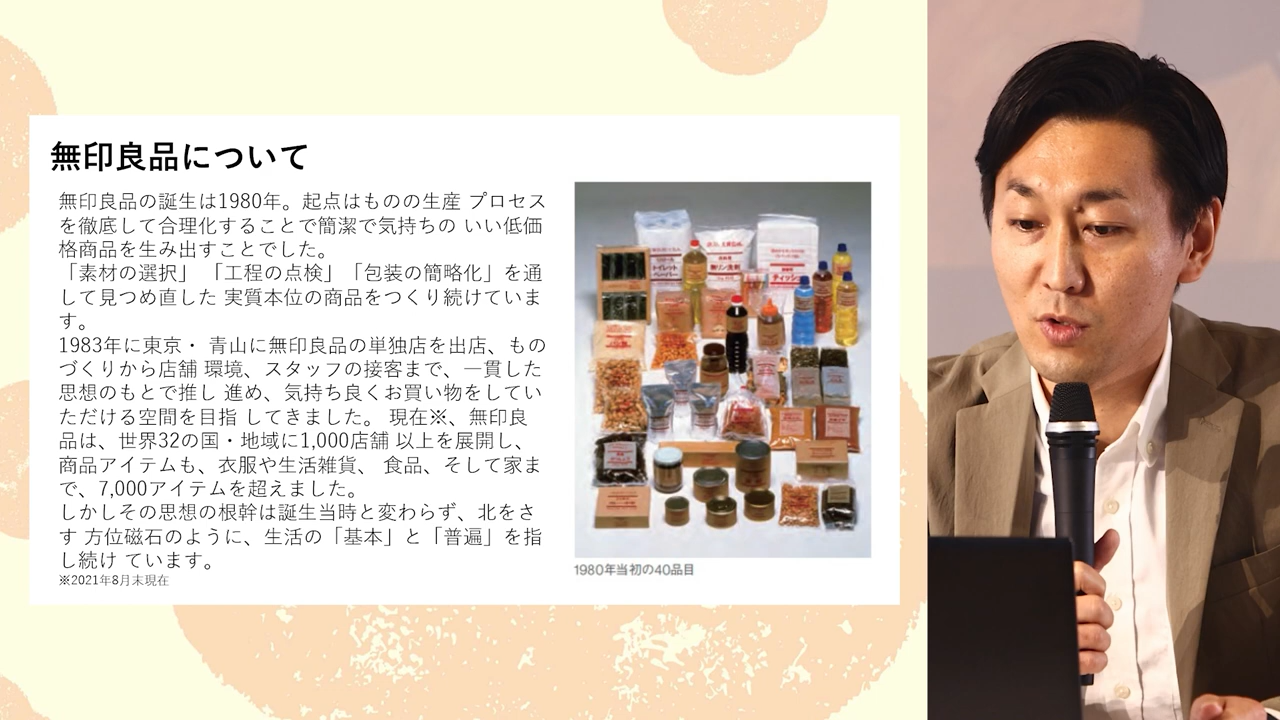 無印良品について
無印良品の誕生は1980年。起点はものの生産 プロセス
を徹底して合理化することで簡潔で気持ちの いい低価
格商品を生み出すことでした。
「素材の選択」 「工程の点検」「包装の簡略化」を通
して見つめ直した 実質本位の商品をつくり続けていま
す。
1983年に東京・ 青山に無印良品の単独店を出店、もの
づくりから店舗 環境、スタッフの接客まで、一貫した
思想のもとで推し 進め、気持ち良くお買い物をしてい
ただける空間を目指 してきました。 現在※、無印良
品は、世界32の国・地域に1,000店舗 以上を展開し、
商品アイテムも、衣服や生活雑貨、 食品、そして家ま
で、7,000アイテムを超えました。
しかしその思想の根幹は誕生当時と変わらず、北をさ
す 方位磁石のように、生活の「基本」と「普遍」を指
し続け ています。
※2021年8月末現在
トイレット
ペーパー
ティッシュ
1980年当初の40品目